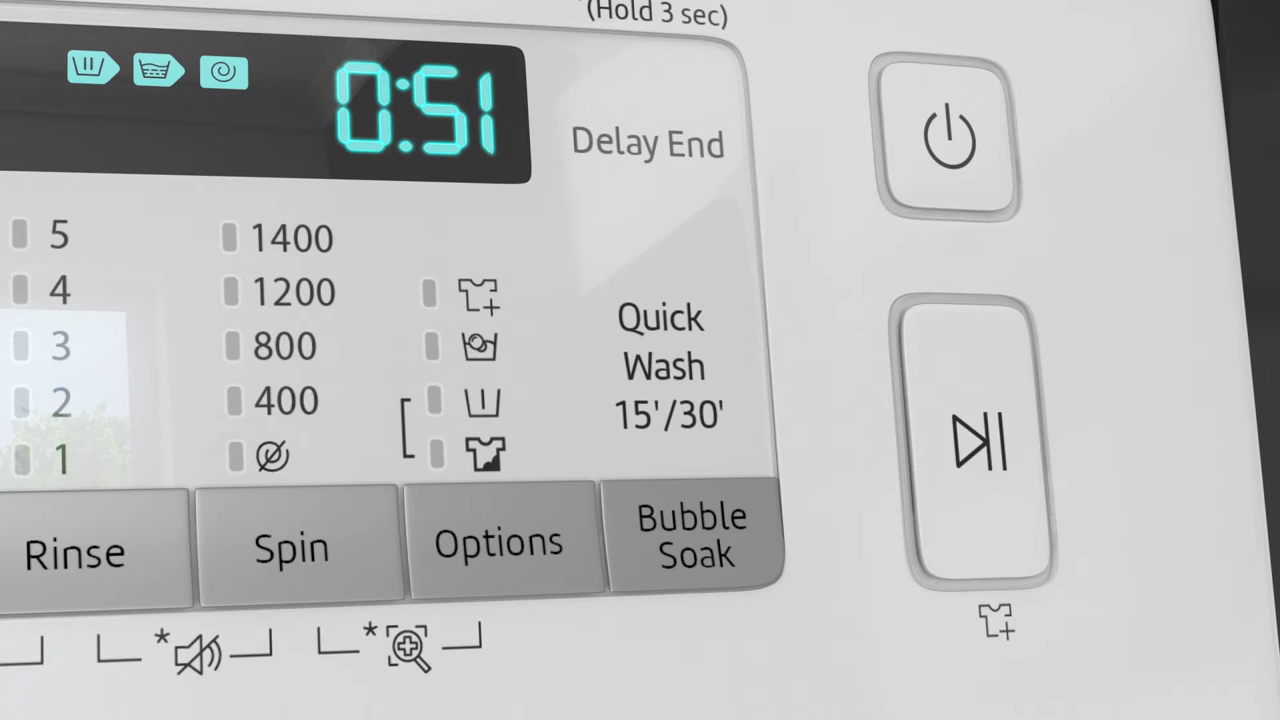 *(Hold 3 sec)
0:51
Delay End
5
4
3
2
1
1400
1200
800
400
Quick
Wash
15'/30'
Rinse
Spin
Options
Bubble
Soak
*
*